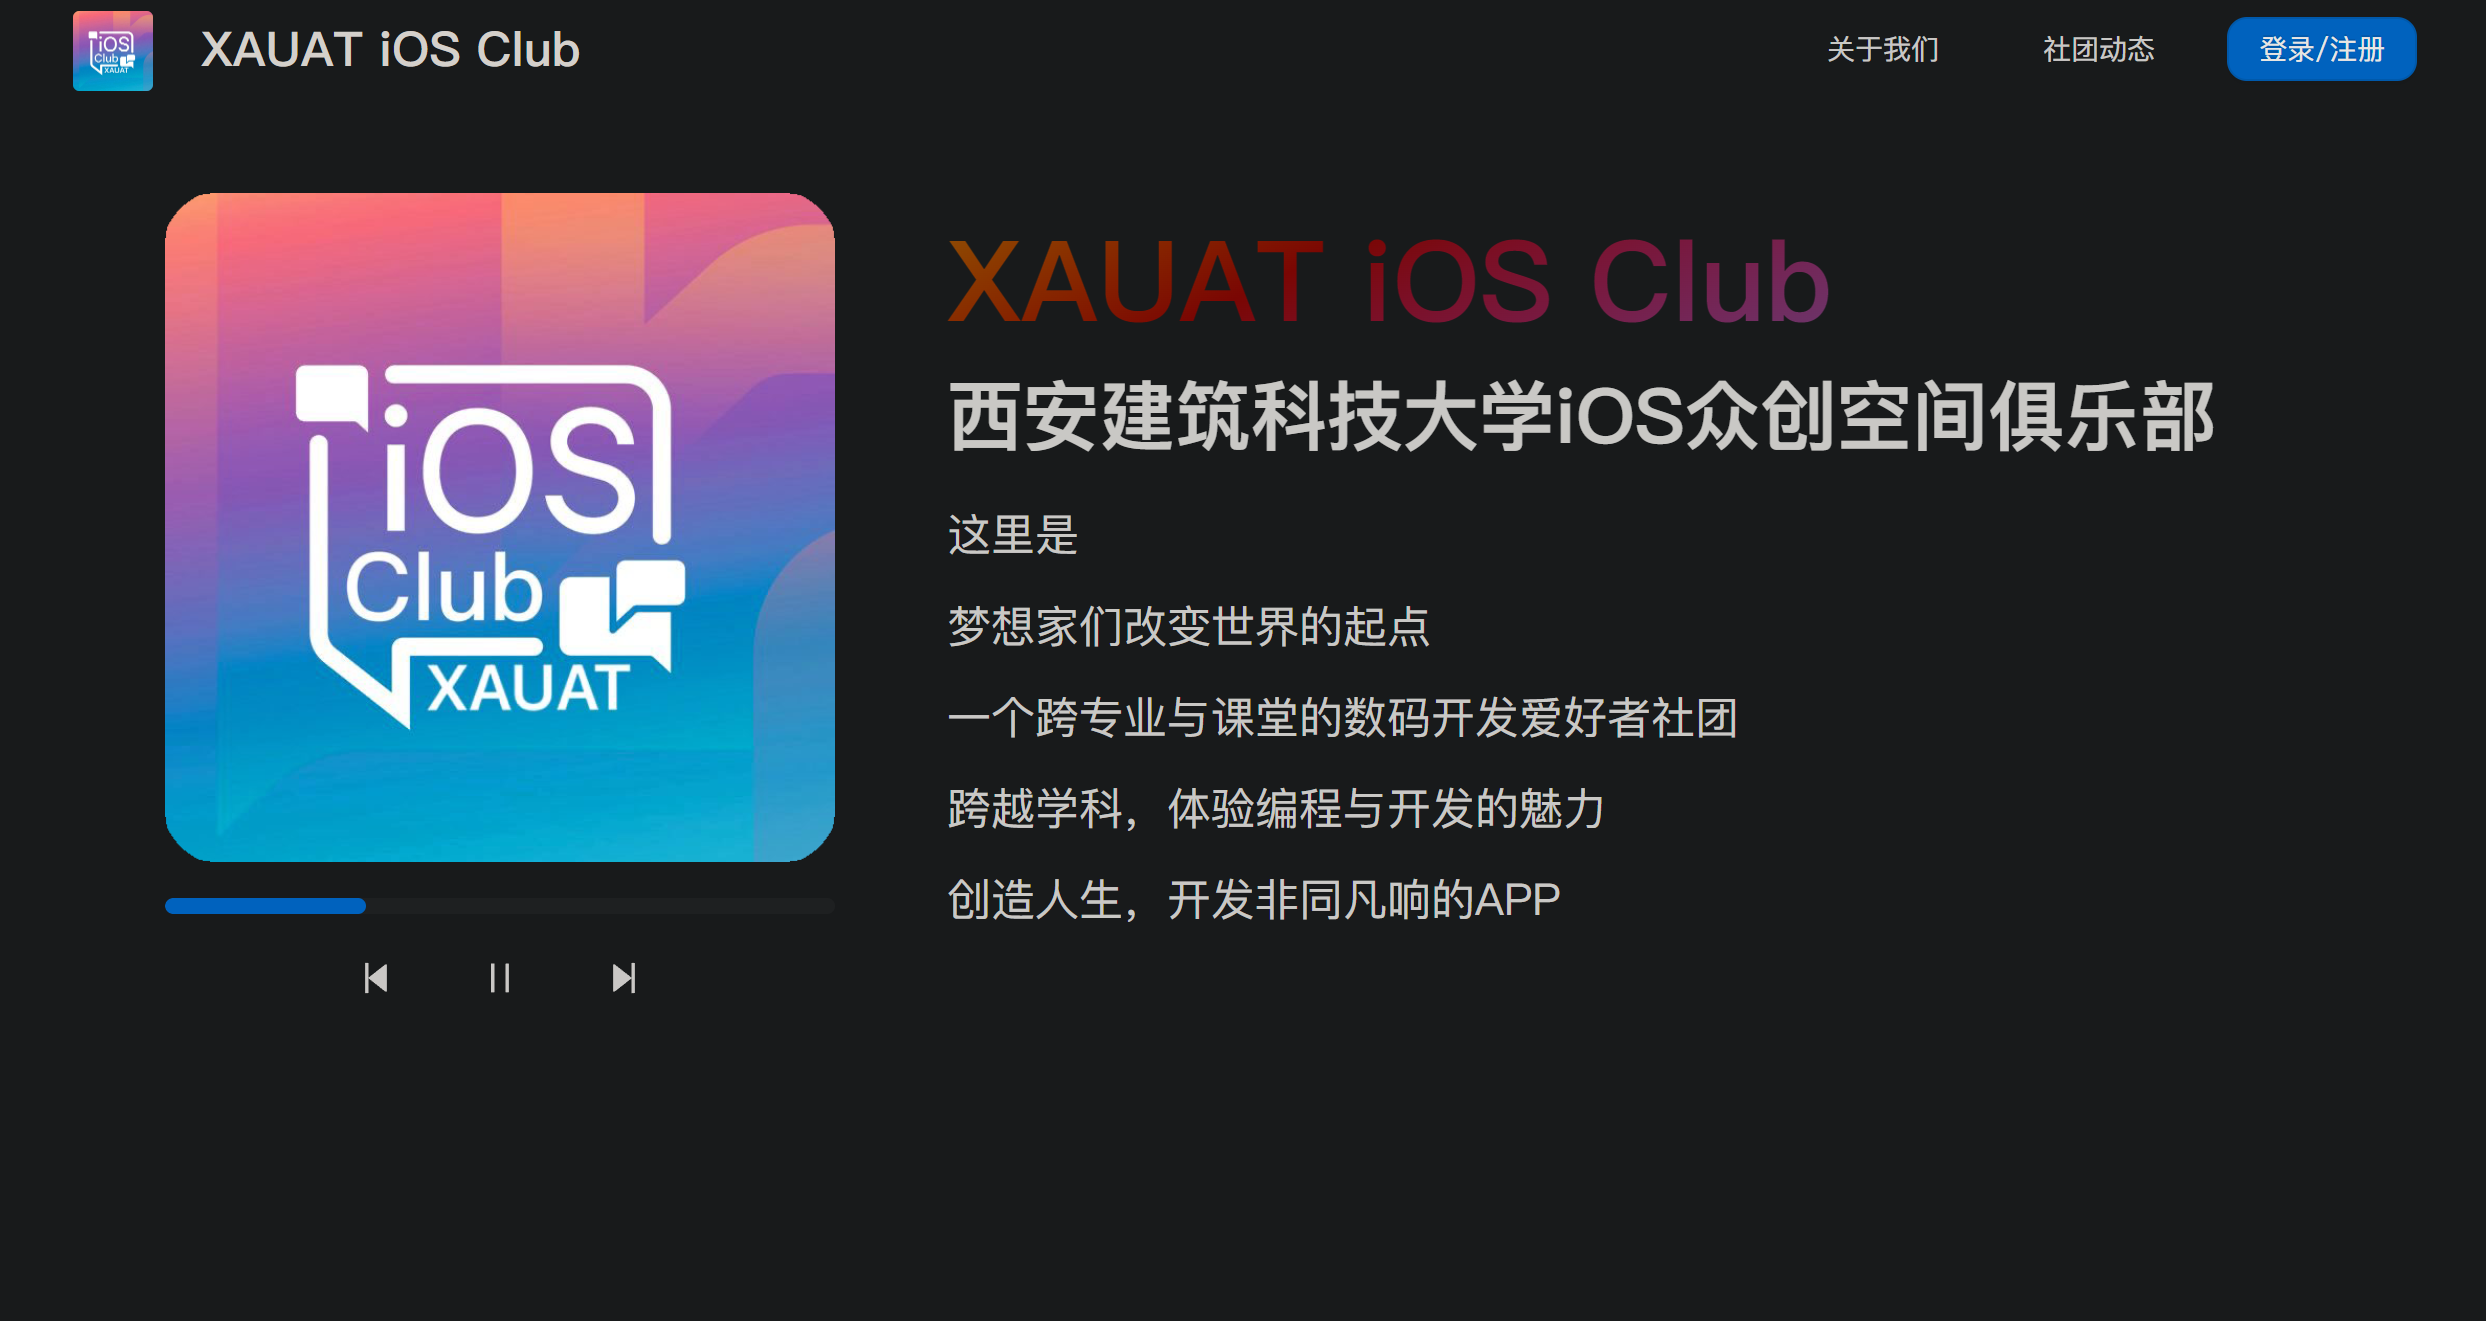 iOS
Club
XAUAT
XAUAT iOS Club
关于我们
社团动态
登录/注册
iOS
Club
XAUAT
XAUAT iOS Club
西安建筑科技大学iOS众创空间俱乐部
这里是
梦想家们改变世界的起点
一个跨专业与课堂的数码开发爱好者社团
跨越学科，体验编程与开发的魅力
创造人生，开发非同凡响的APP